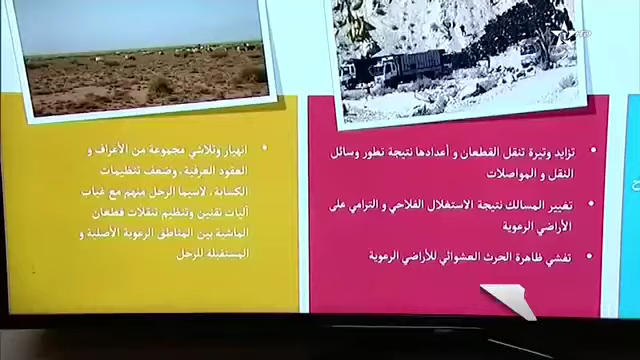 • تزايد وتيرة تنقل القطعان و أعدادها نتيجة تطور وسائل
النقل و المواصلات
• تغيير المسالك نتيجة الاستغلال الفلاحي و الترامي على
الأراضي الرعوية
• تفشي ظاهرة الحرث العشوائي للأراضي الرعوية
• انهيار وتلاشي مجموعة من الأعراف و
العقود العرفية، وضعف تنظيمات
الكسابة، لاسيما الرحل منهم مع غياب
آليات تقنين وتنظيم تنقلات قطعان
الماشية بين المناطق الرعوية الأصلية و
المستقبلة للرحل